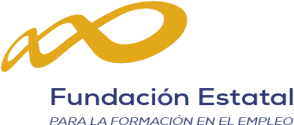 Fundación Estatal
PARA LA FORMACIÓN EN EL EMPLEO